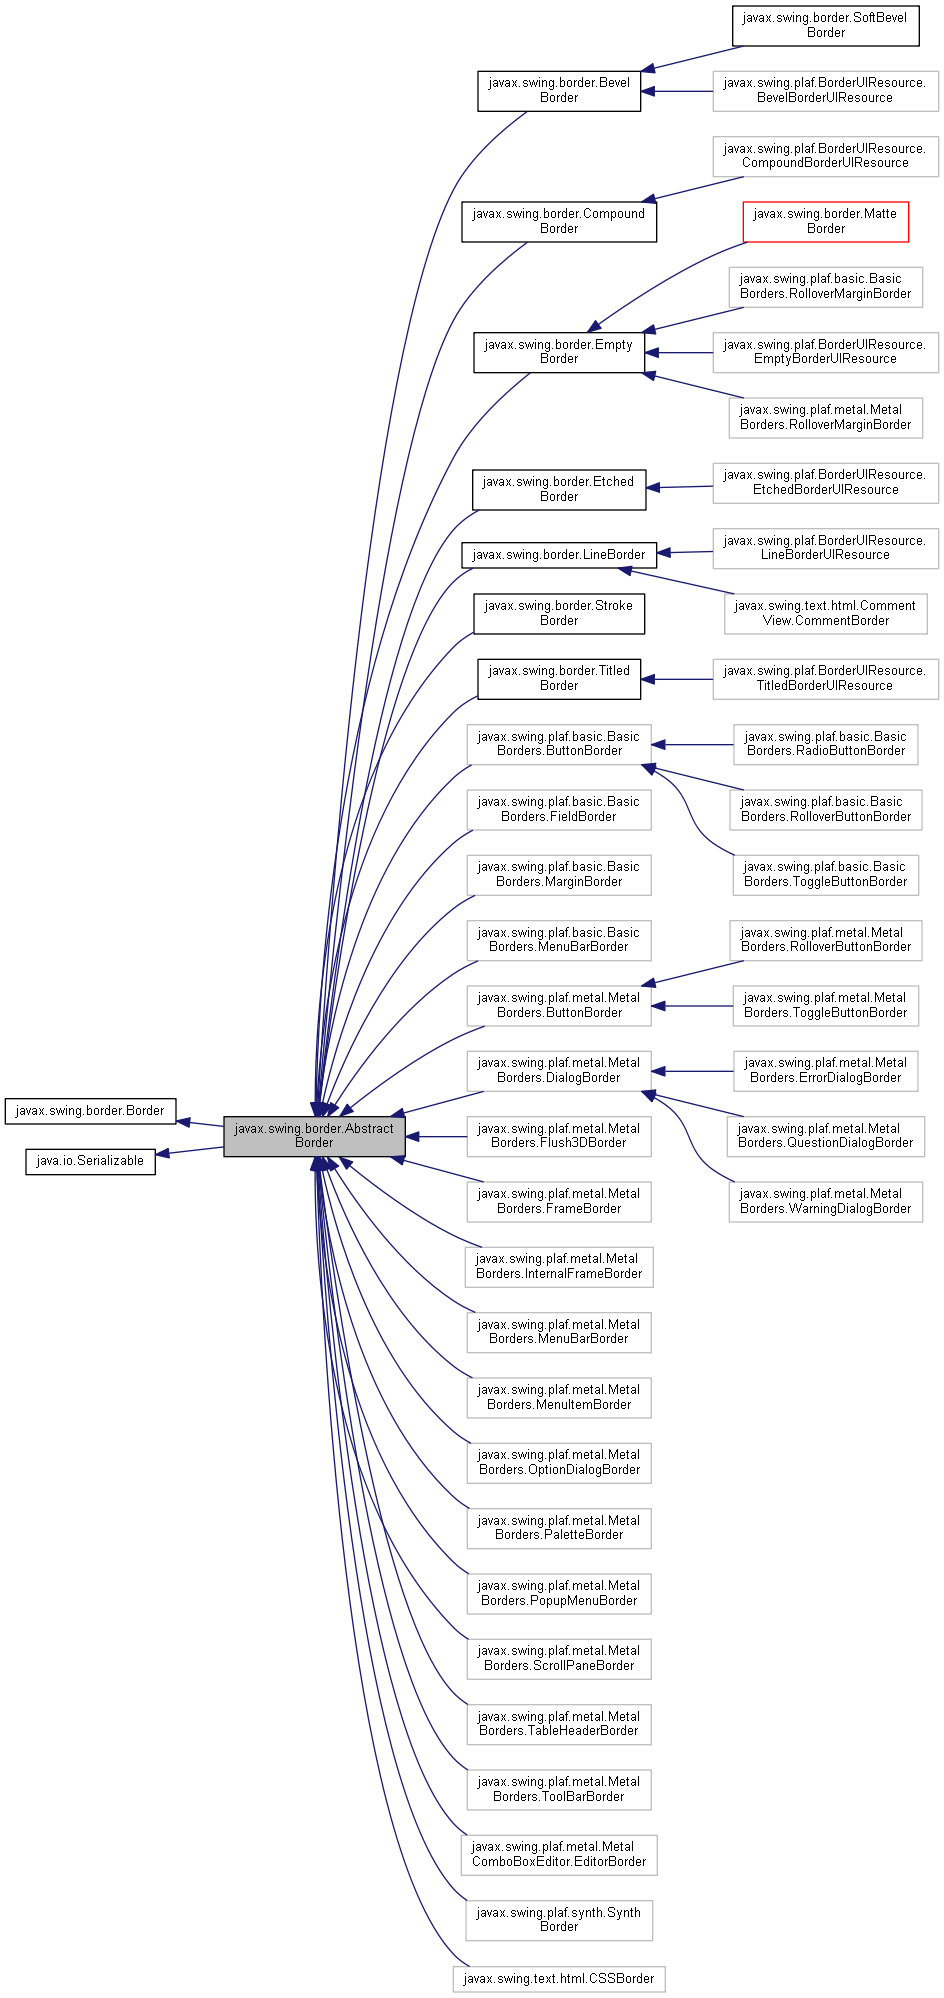 javax.swing.border.SoftBevel
Border
javax.swing.border.Bevel
Border
javax.swing.plaf.BorderUIResource.
BevelBorderUIResource
javax.swing.plaf.BorderUIResource.
CompoundBorderUIResource
javax.swing.border.Compound
Border
javax.swing.border.Matte
Border
javax.swing.plaf.basic.Basic
Borders.RolloverMarginBorder
javax.swing.border.Empty
Border
javax.swing.plaf.BorderUIResource.
EmptyBorderUIResource
javax.swing.plaf.metal.Metal
Borders.RolloverMarginBorder
javax.swing.border.Etched
Border
javax.swing.plaf.BorderUIResource.
EtchedBorderUIResource
javax.swing.border.LineBorder
javax.swing.plaf.BorderUIResource.
LineBorderUIResource
javax.swing.border.Stroke
Border
javax.swing.text.html.Comment
View.CommentBorder
javax.swing.border.Titled
Border
javax.swing.plaf.BorderUIResource.
TitledBorderUIResource
javax.swing.plaf.basic.Basic
Borders.ButtonBorder
javax.swing.plaf.basic.Basic
Borders.RadioButtonBorder
javax.swing.plaf.basic.Basic
Borders.FieldBorder
javax.swing.plaf.basic.Basic
Borders.RolloverButtonBorder
javax.swing.plaf.basic.Basic
Borders.MarginBorder
javax.swing.plaf.basic.Basic
Borders.ToggleButtonBorder
javax.swing.plaf.basic.Basic
Borders.MenuBarBorder
javax.swing.plaf.metal.Metal
Borders.RolloverButtonBorder
javax.swing.plaf.metal.Metal
Borders.ButtonBorder
javax.swing.plaf.metal.Metal
Borders.ToggleButtonBorder
javax.swing.plaf.metal.Metal
Borders.DialogBorder
javax.swing.plaf.metal.Metal
Borders.ErrorDialogBorder
javax.swing.border.Border
javax.swing.border.Abstract
Border
javax.swing.plaf.metal.Metal
Borders.Flush3DBorder
javax.swing.plaf.metal.Metal
Borders.QuestionDialogBorder
java.io.Serializable
javax.swing.plaf.metal.Metal
Borders.FrameBorder
javax.swing.plaf.metal.Metal
Borders.WarningDialogBorder
javax.swing.plaf.metal.Metal
Borders.InternalFrameBorder
javax.swing.plaf.metal.Metal
Borders.MenuBarBorder
javax.swing.plaf.metal.Metal
Borders.MenuItemBorder
javax.swing.plaf.metal.Metal
Borders.OptionDialogBorder
javax.swing.plaf.metal.Metal
Borders.PaletteBorder
javax.swing.plaf.metal.Metal
Borders.PopupMenuBorder
javax.swing.plaf.metal.Metal
Borders.ScrollPaneBorder
javax.swing.plaf.metal.Metal
Borders.TableHeaderBorder
javax.swing.plaf.metal.Metal
Borders.ToolBarBorder
javax.swing.plaf.metal.Metal
ComboBoxEditor.EditorBorder
javax.swing.plaf.synth.Synth
Border
javax.swing.text.html.CSSBorder